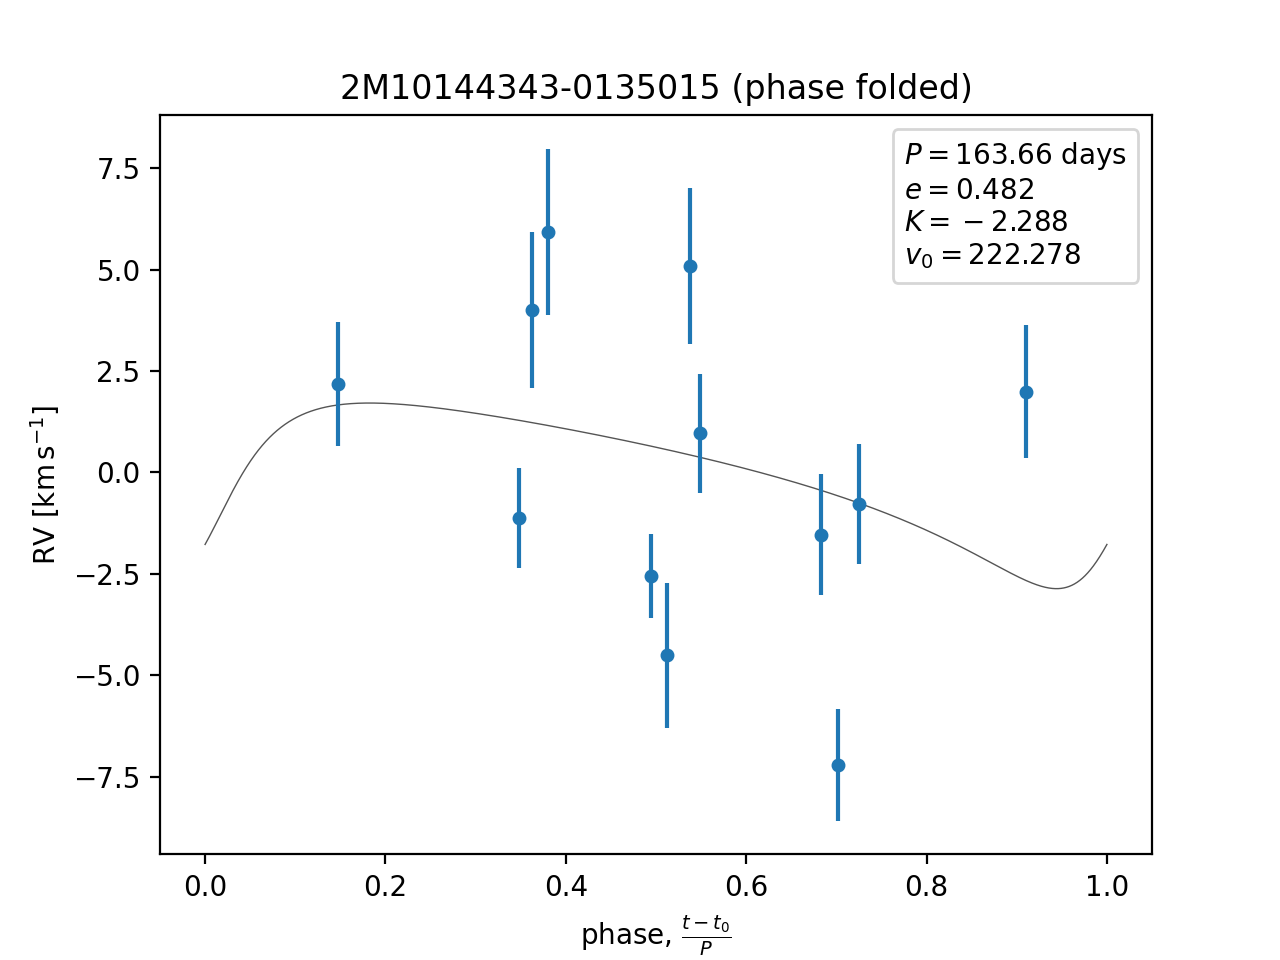 2M10144343-0135015 (phase folded)
P = 163.66 days
e = 0.482
K = −2.288
v₀ = 222.278
7.5
5.0
2.5
0.0
−2.5
−5.0
−7.5
RV [km s⁻¹]
0.0 0.2 0.4 0.6 0.8 1.0
phase, (t − t₀)/P